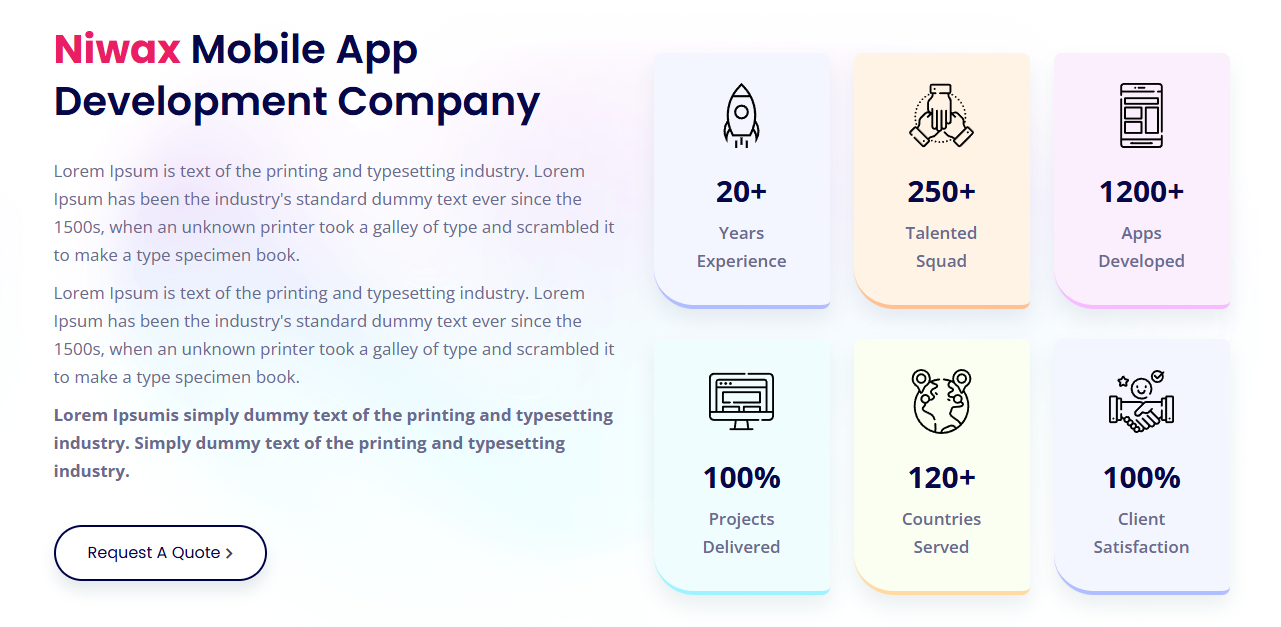 Niwax Mobile App
Development Company
Lorem Ipsum is text of the printing and typesetting industry. Lorem
Ipsum has been the industry's standard dummy text ever since the
1500s, when an unknown printer took a galley of type and scrambled it
to make a type specimen book.
Lorem Ipsum is text of the printing and typesetting industry. Lorem
Ipsum has been the industry's standard dummy text ever since the
1500s, when an unknown printer took a galley of type and scrambled it
to make a type specimen book.
Lorem Ipsumis simply dummy text of the printing and typesetting
industry. Simply dummy text of the printing and typesetting
industry.
Request A Quote
20+
Years
Experience
250+
Talented
Squad
1200+
Apps
Developed
100%
Projects
Delivered
120+
Countries
Served
100%
Client
Satisfaction